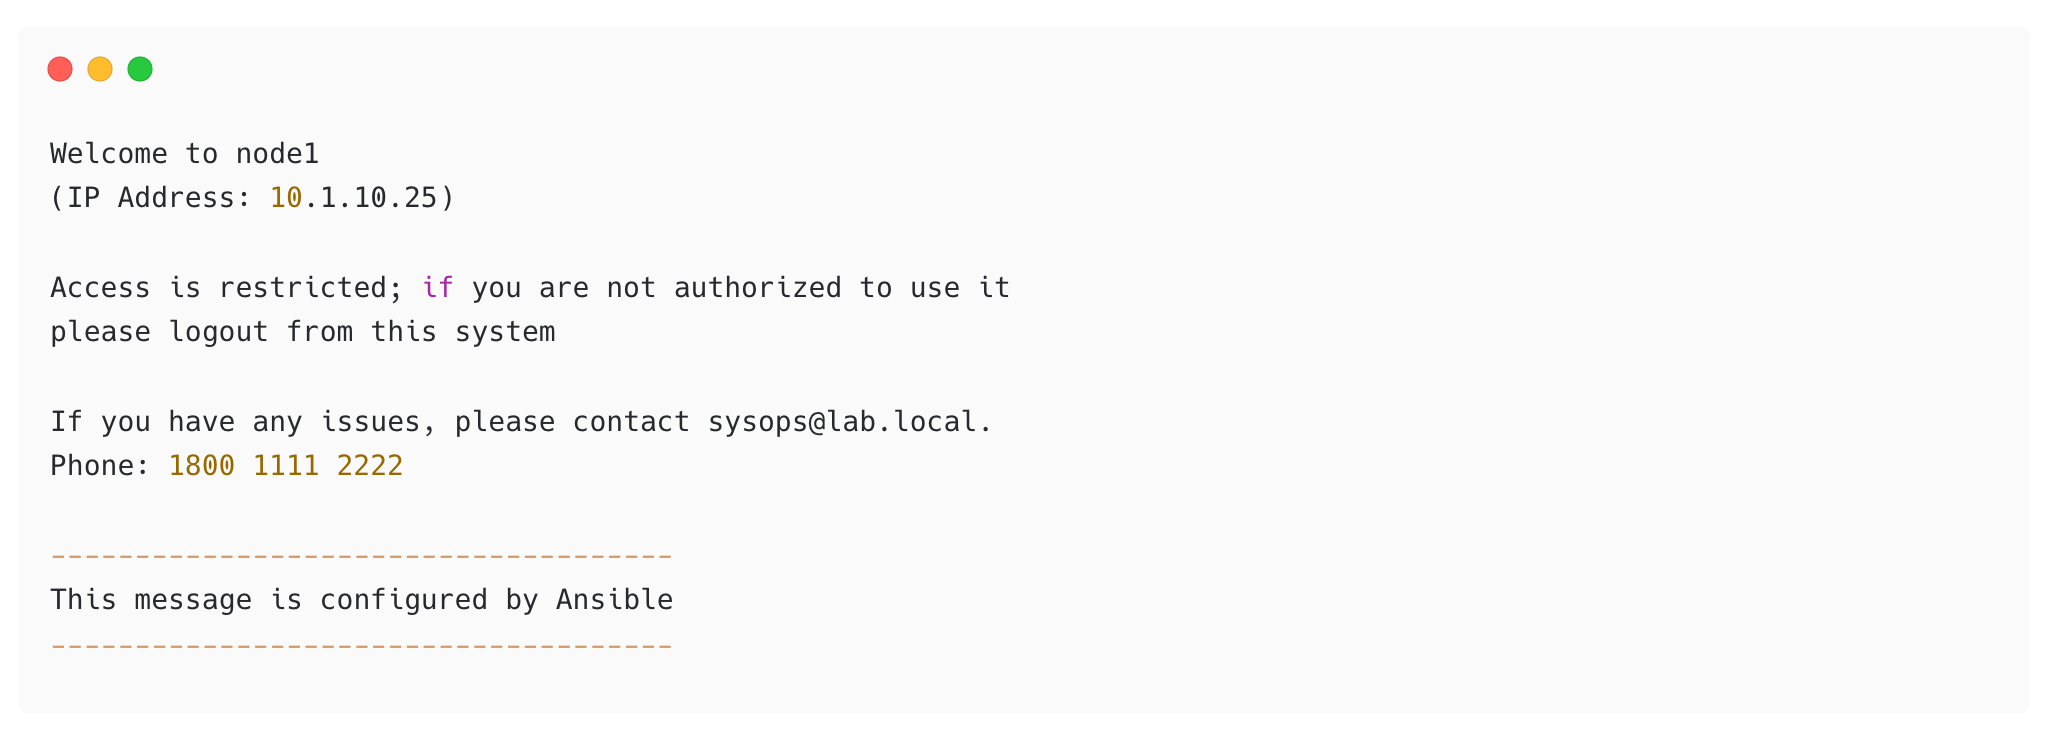 Welcome to node1
(IP Address: 10.1.10.25)
Access is restricted; if you are not authorized to use it
please logout from this system
If you have any issues, please contact sysops@lab.local.
Phone: 1800 1111 2222
-------------------------------------
This message is configured by Ansible
-------------------------------------